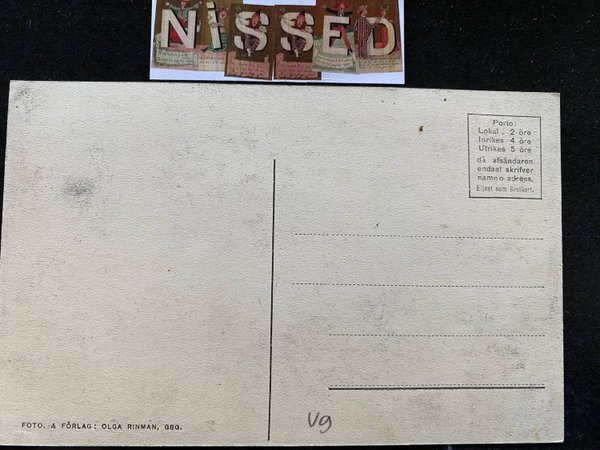 NiSSED
Porto:
Lokal . 2 öre
Inrikes 4 öre
Utrikes 5 öre
då afsändaren
endast skrifver
namn o adress.
Eljest som brefkort.
FOTO. & FÖRLAG: OLGA RINMAN, GBG.
Vg